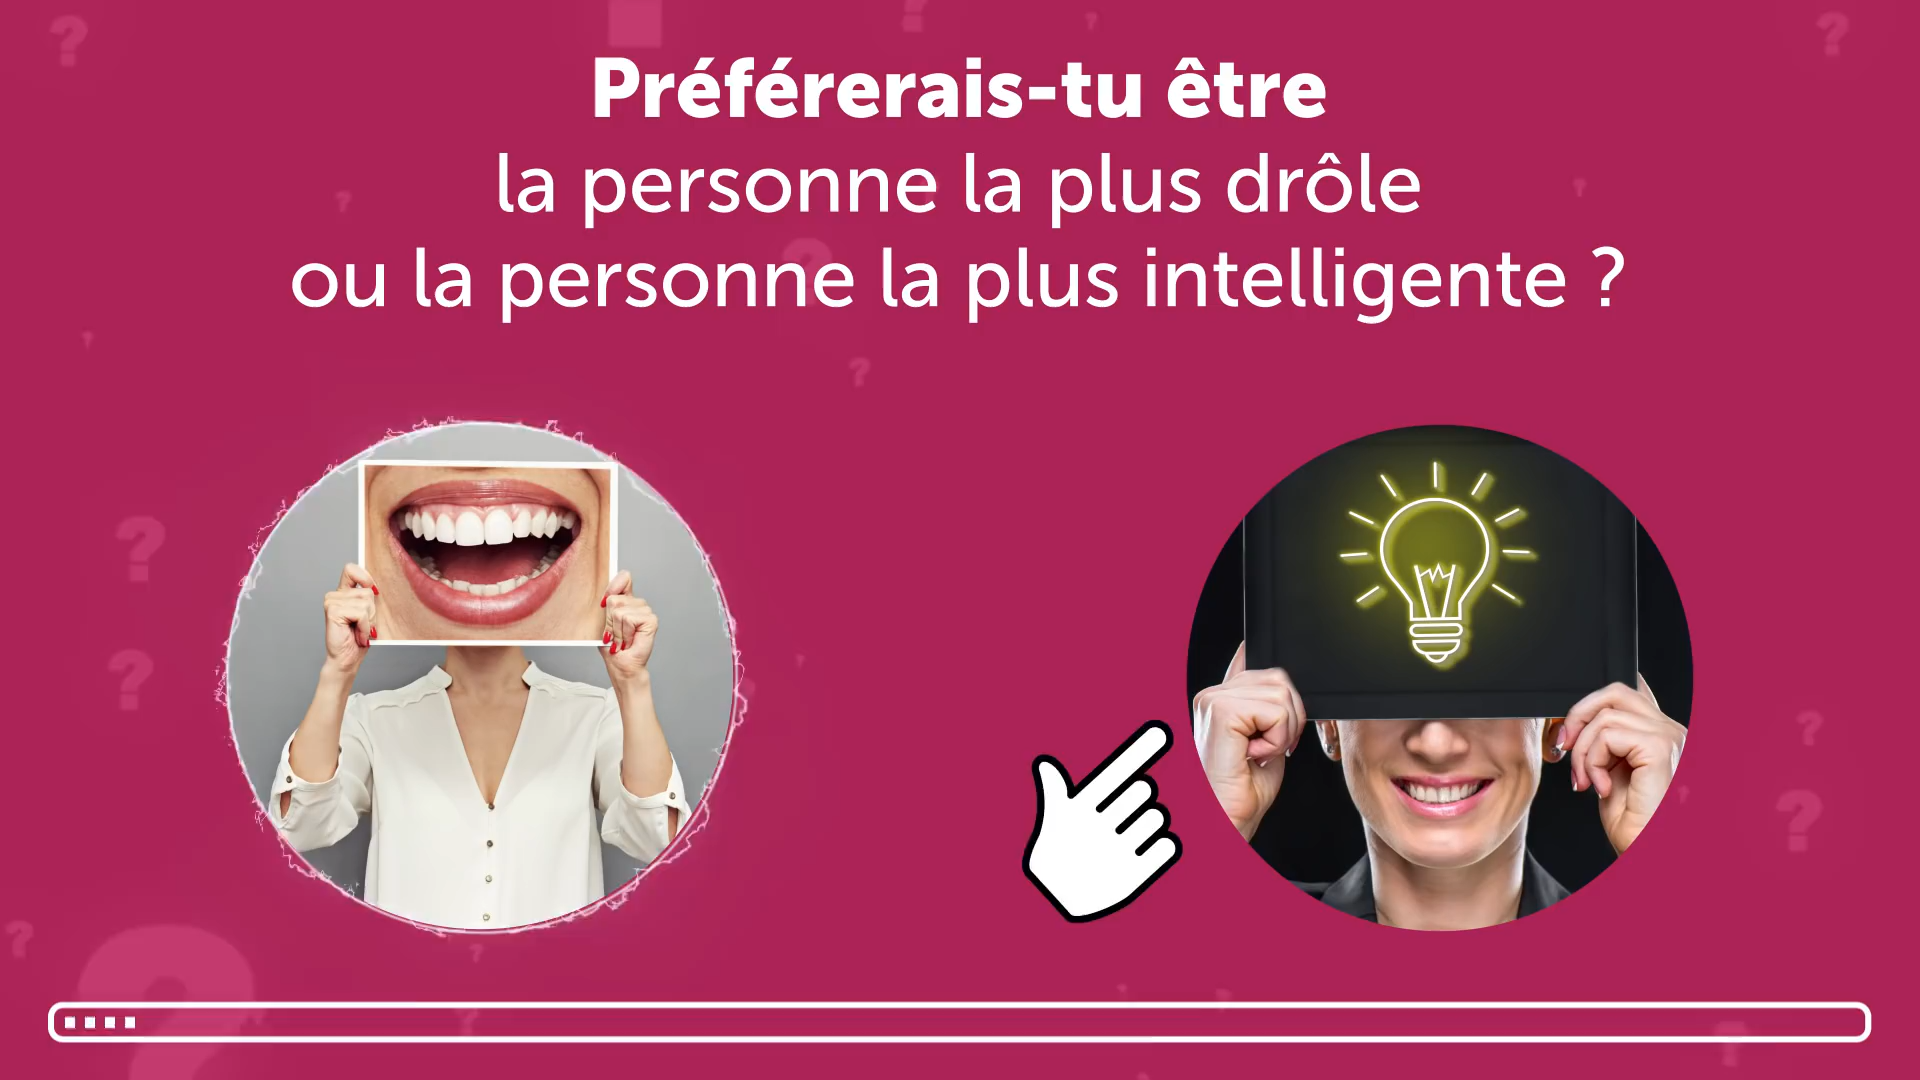 Préférerais-tu être
la personne la plus drôle
ou la personne la plus intelligente ?